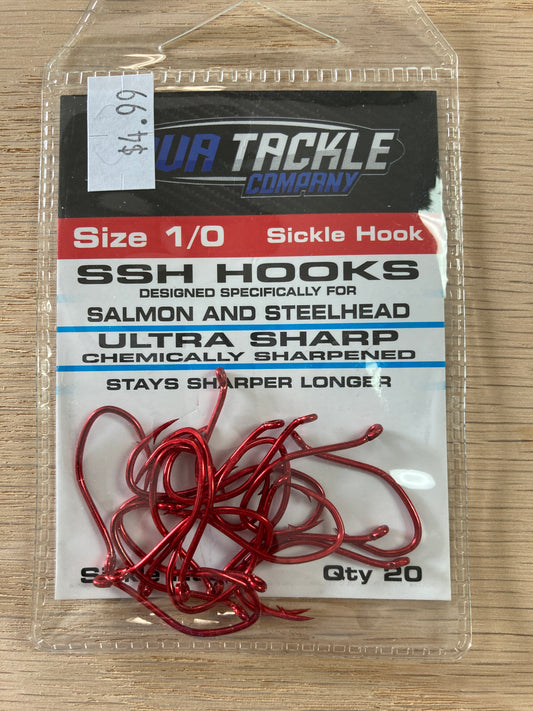 $4.99
TACKLE
COMPANY
Size 1/0 Sickle Hook
SSH HOOKS
DESIGNED SPECIFICALLY FOR
SALMON AND STEELHEAD
ULTRA SHARP
CHEMICALLY SHARPENED
STAYS SHARPER LONGER
Qty 20